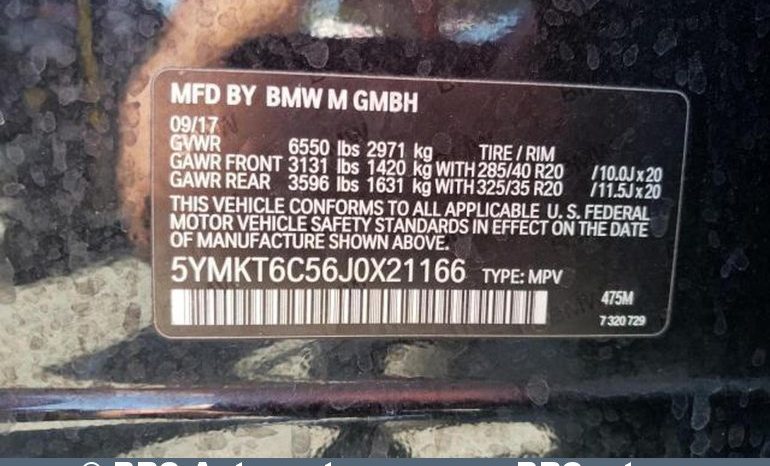 MFD BY BMW M GMBH
09/17
GVWR 6550 lbs 2971 kg TIRE / RIM
GAWR FRONT 3131 lbs 1420 kg WITH 285/40 R20 /10.0J x 20
GAWR REAR 3596 lbs 1631 kg WITH 325/35 R20 /11.5J x 20
THIS VEHICLE CONFORMS TO ALL APPLICABLE U. S. FEDERAL
MOTOR VEHICLE SAFETY STANDARDS IN EFFECT ON THE DATE
OF MANUFACTURE SHOWN ABOVE.
5YMKT6C56J0X21166 TYPE: MPV
475M
7 320 729